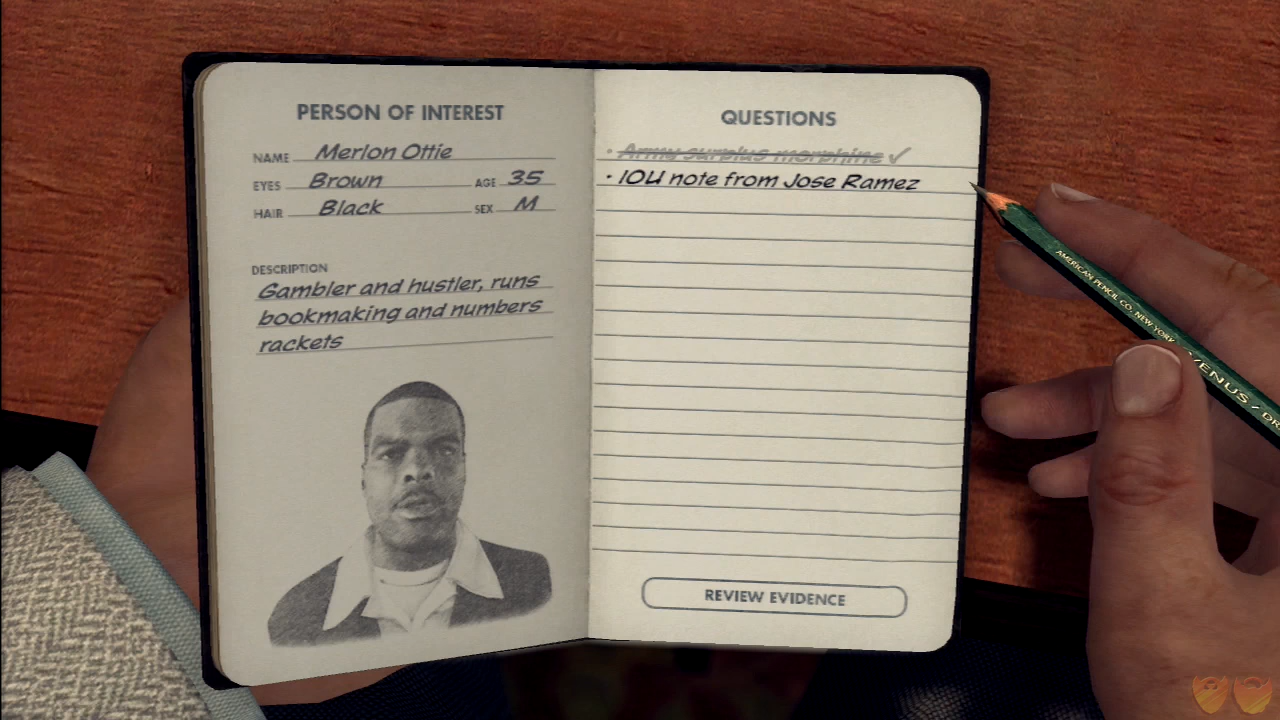 PERSON OF INTEREST
NAME Merlon Ottie
EYES Brown AGE 35
HAIR Black SEX M
DESCRIPTION
Gambler and hustler, runs
bookmaking and numbers
rackets
QUESTIONS
· Army surplus morphine ✓
· IOU note from Jose Ramez
REVIEW EVIDENCE
AMERICAN PENCIL CO. NEW YORK
VENUS / DR